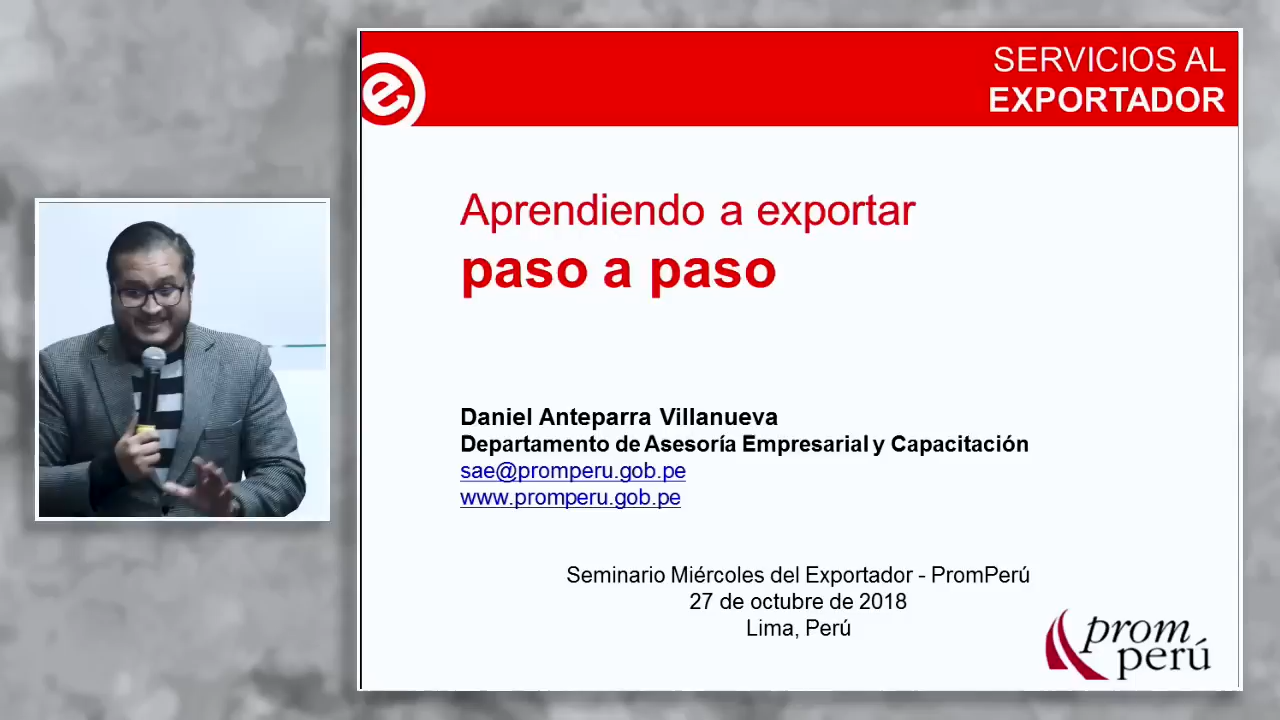 SERVICIOS AL
EXPORTADOR
Aprendiendo a exportar
paso a paso
Daniel Anteparra Villanueva
Departamento de Asesoría Empresarial y Capacitación
sae@promperu.gob.pe
www.promperu.gob.pe
Seminario Miércoles del Exportador - PromPerú
27 de octubre de 2018
Lima, Perú
prom
perú